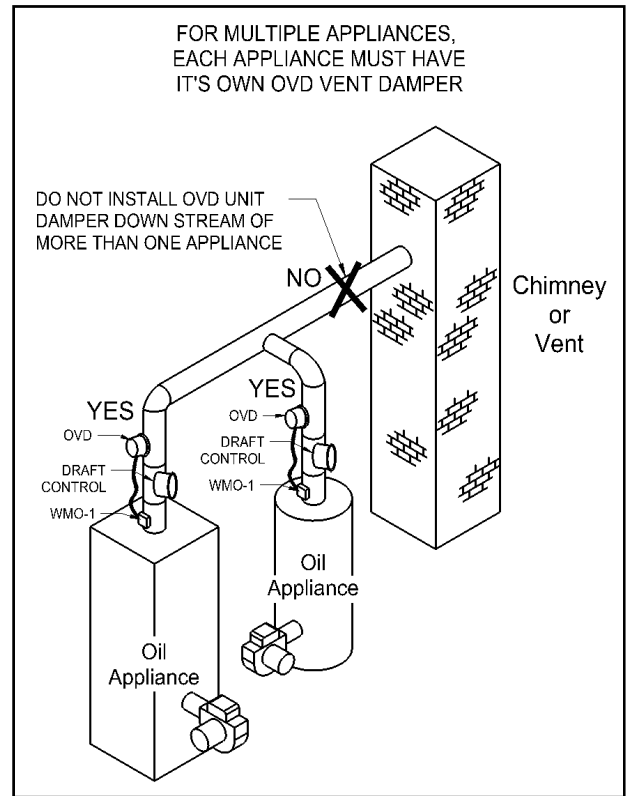 FOR MULTIPLE APPLIANCES,
EACH APPLIANCE MUST HAVE
IT'S OWN OVD VENT DAMPER
DO NOT INSTALL OVD UNIT
DAMPER DOWN STREAM OF
MORE THAN ONE APPLIANCE
NO
Chimney
or
Vent
YES
OVD
DRAFT
CONTROL
WMO-1
YES
OVD
DRAFT
CONTROL
WMO-1
Oil
Appliance
Oil
Appliance